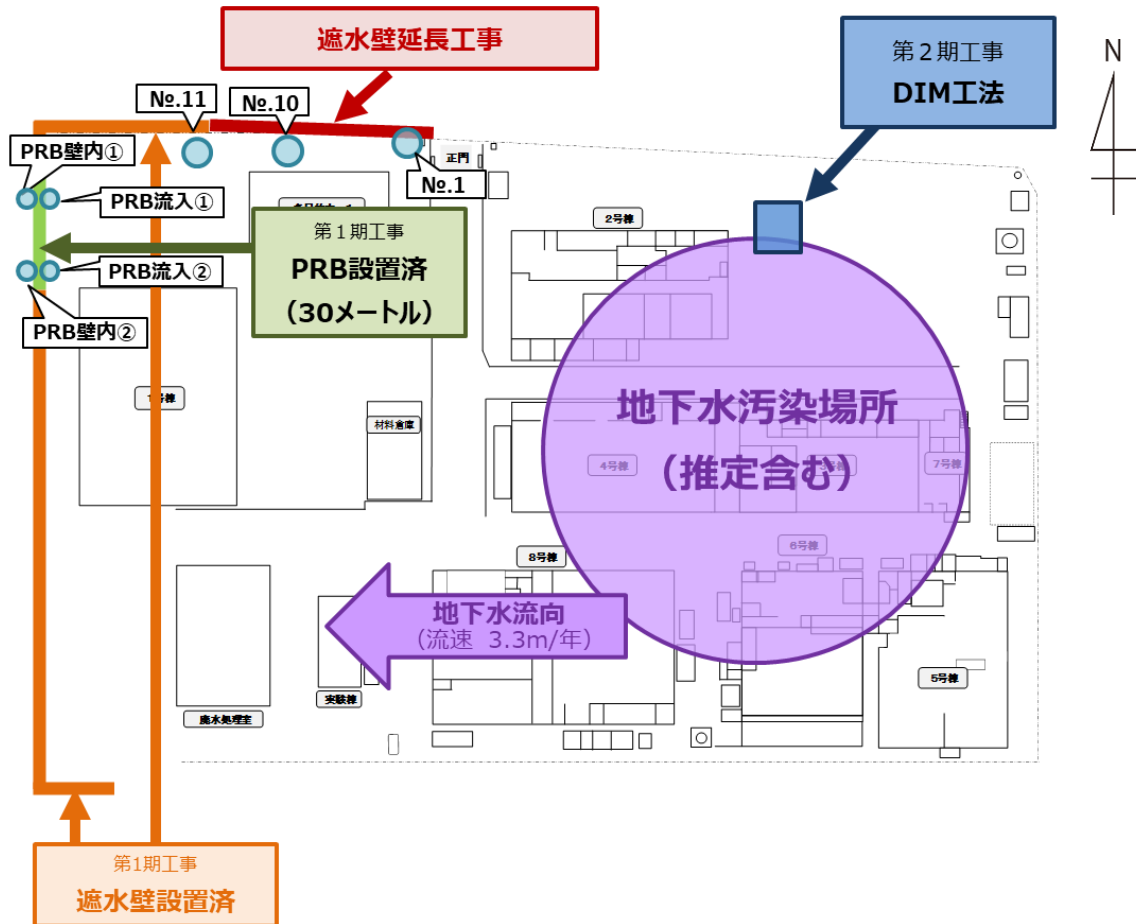 遮水壁延長工事
第２期工事
DIM工法
N
№.11
№.10
№.1
正門
PRB壁内①
PRB流入①
PRB流入②
PRB壁内②
第１期工事
PRB設置済
（30メートル）
2号棟
1号棟
材料倉庫
地下水汚染場所
（推定含む）
4号棟
3号棟
7号棟
8号棟
6号棟
地下水流向
（流速 3.3m/年）
5号棟
実験棟
廃水処理室
第1期工事
遮水壁設置済